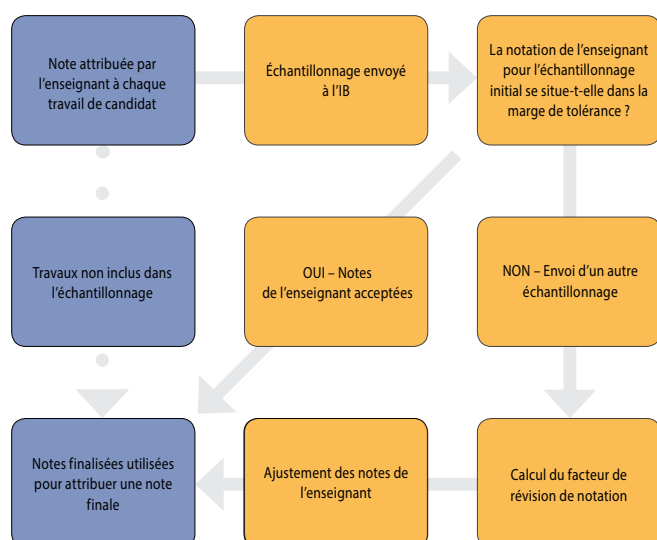 Note attribuée par
l’enseignant à chaque
travail de candidat
Échantillonnage envoyé
à l’IB
La notation de l’enseignant
pour l’échantillonnage
initial se situe-t-elle dans la
marge de tolérance ?
Travaux non inclus dans
l’échantillonnage
OUI – Notes
de l’enseignant acceptées
NON – Envoi d’un autre
échantillonnage
Notes finalisées utilisées
pour attribuer une note
finale
Ajustement des notes de
l’enseignant
Calcul du facteur de
révision de notation